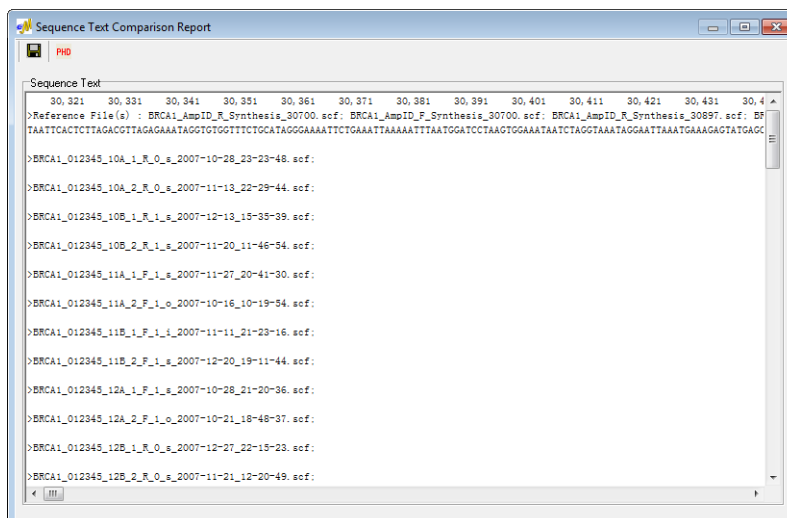 Sequence Text Comparison Report
PHD
Sequence Text
30,321 30,331 30,341 30,351 30,361 30,371 30,381 30,391 30,401 30,411 30,421 30,431 30,4
>Reference File(s) : BRCA1_AmpID_R_Synthesis_30700.scf; BRCA1_AmpID_F_Synthesis_30700.scf; BRCA1_AmpID_R_Synthesis_30897.scf; BR
TAATTCACTCTTAGACGTTAGAGAAATAGGTGTGGTTTCTGCATAGGGAAAATTCTGAAATTAAAAATTTAATGGATCCTAAGTGGAAATAATCTAGGTAAATAGGAATTAAATGAAAGAGTATGAGC
>BRCA1_012345_10A_1_R_0_s_2007-10-28_23-23-48.scf;
>BRCA1_012345_10A_2_R_0_s_2007-11-13_22-29-44.scf;
>BRCA1_012345_10B_1_R_1_s_2007-12-13_15-35-39.scf;
>BRCA1_012345_10B_2_R_1_s_2007-11-20_11-46-54.scf;
>BRCA1_012345_11A_1_F_1_s_2007-11-27_20-41-30.scf;
>BRCA1_012345_11A_2_F_1_o_2007-10-16_10-19-54.scf;
>BRCA1_012345_11B_1_F_1_i_2007-11-11_21-23-16.scf;
>BRCA1_012345_11B_2_F_1_s_2007-12-20_19-11-44.scf;
>BRCA1_012345_12A_1_F_1_s_2007-10-28_21-20-36.scf;
>BRCA1_012345_12A_2_F_1_o_2007-10-21_18-48-37.scf;
>BRCA1_012345_12B_1_R_0_s_2007-12-27_22-15-23.scf;
>BRCA1_012345_12B_2_R_0_s_2007-11-21_12-20-49.scf;